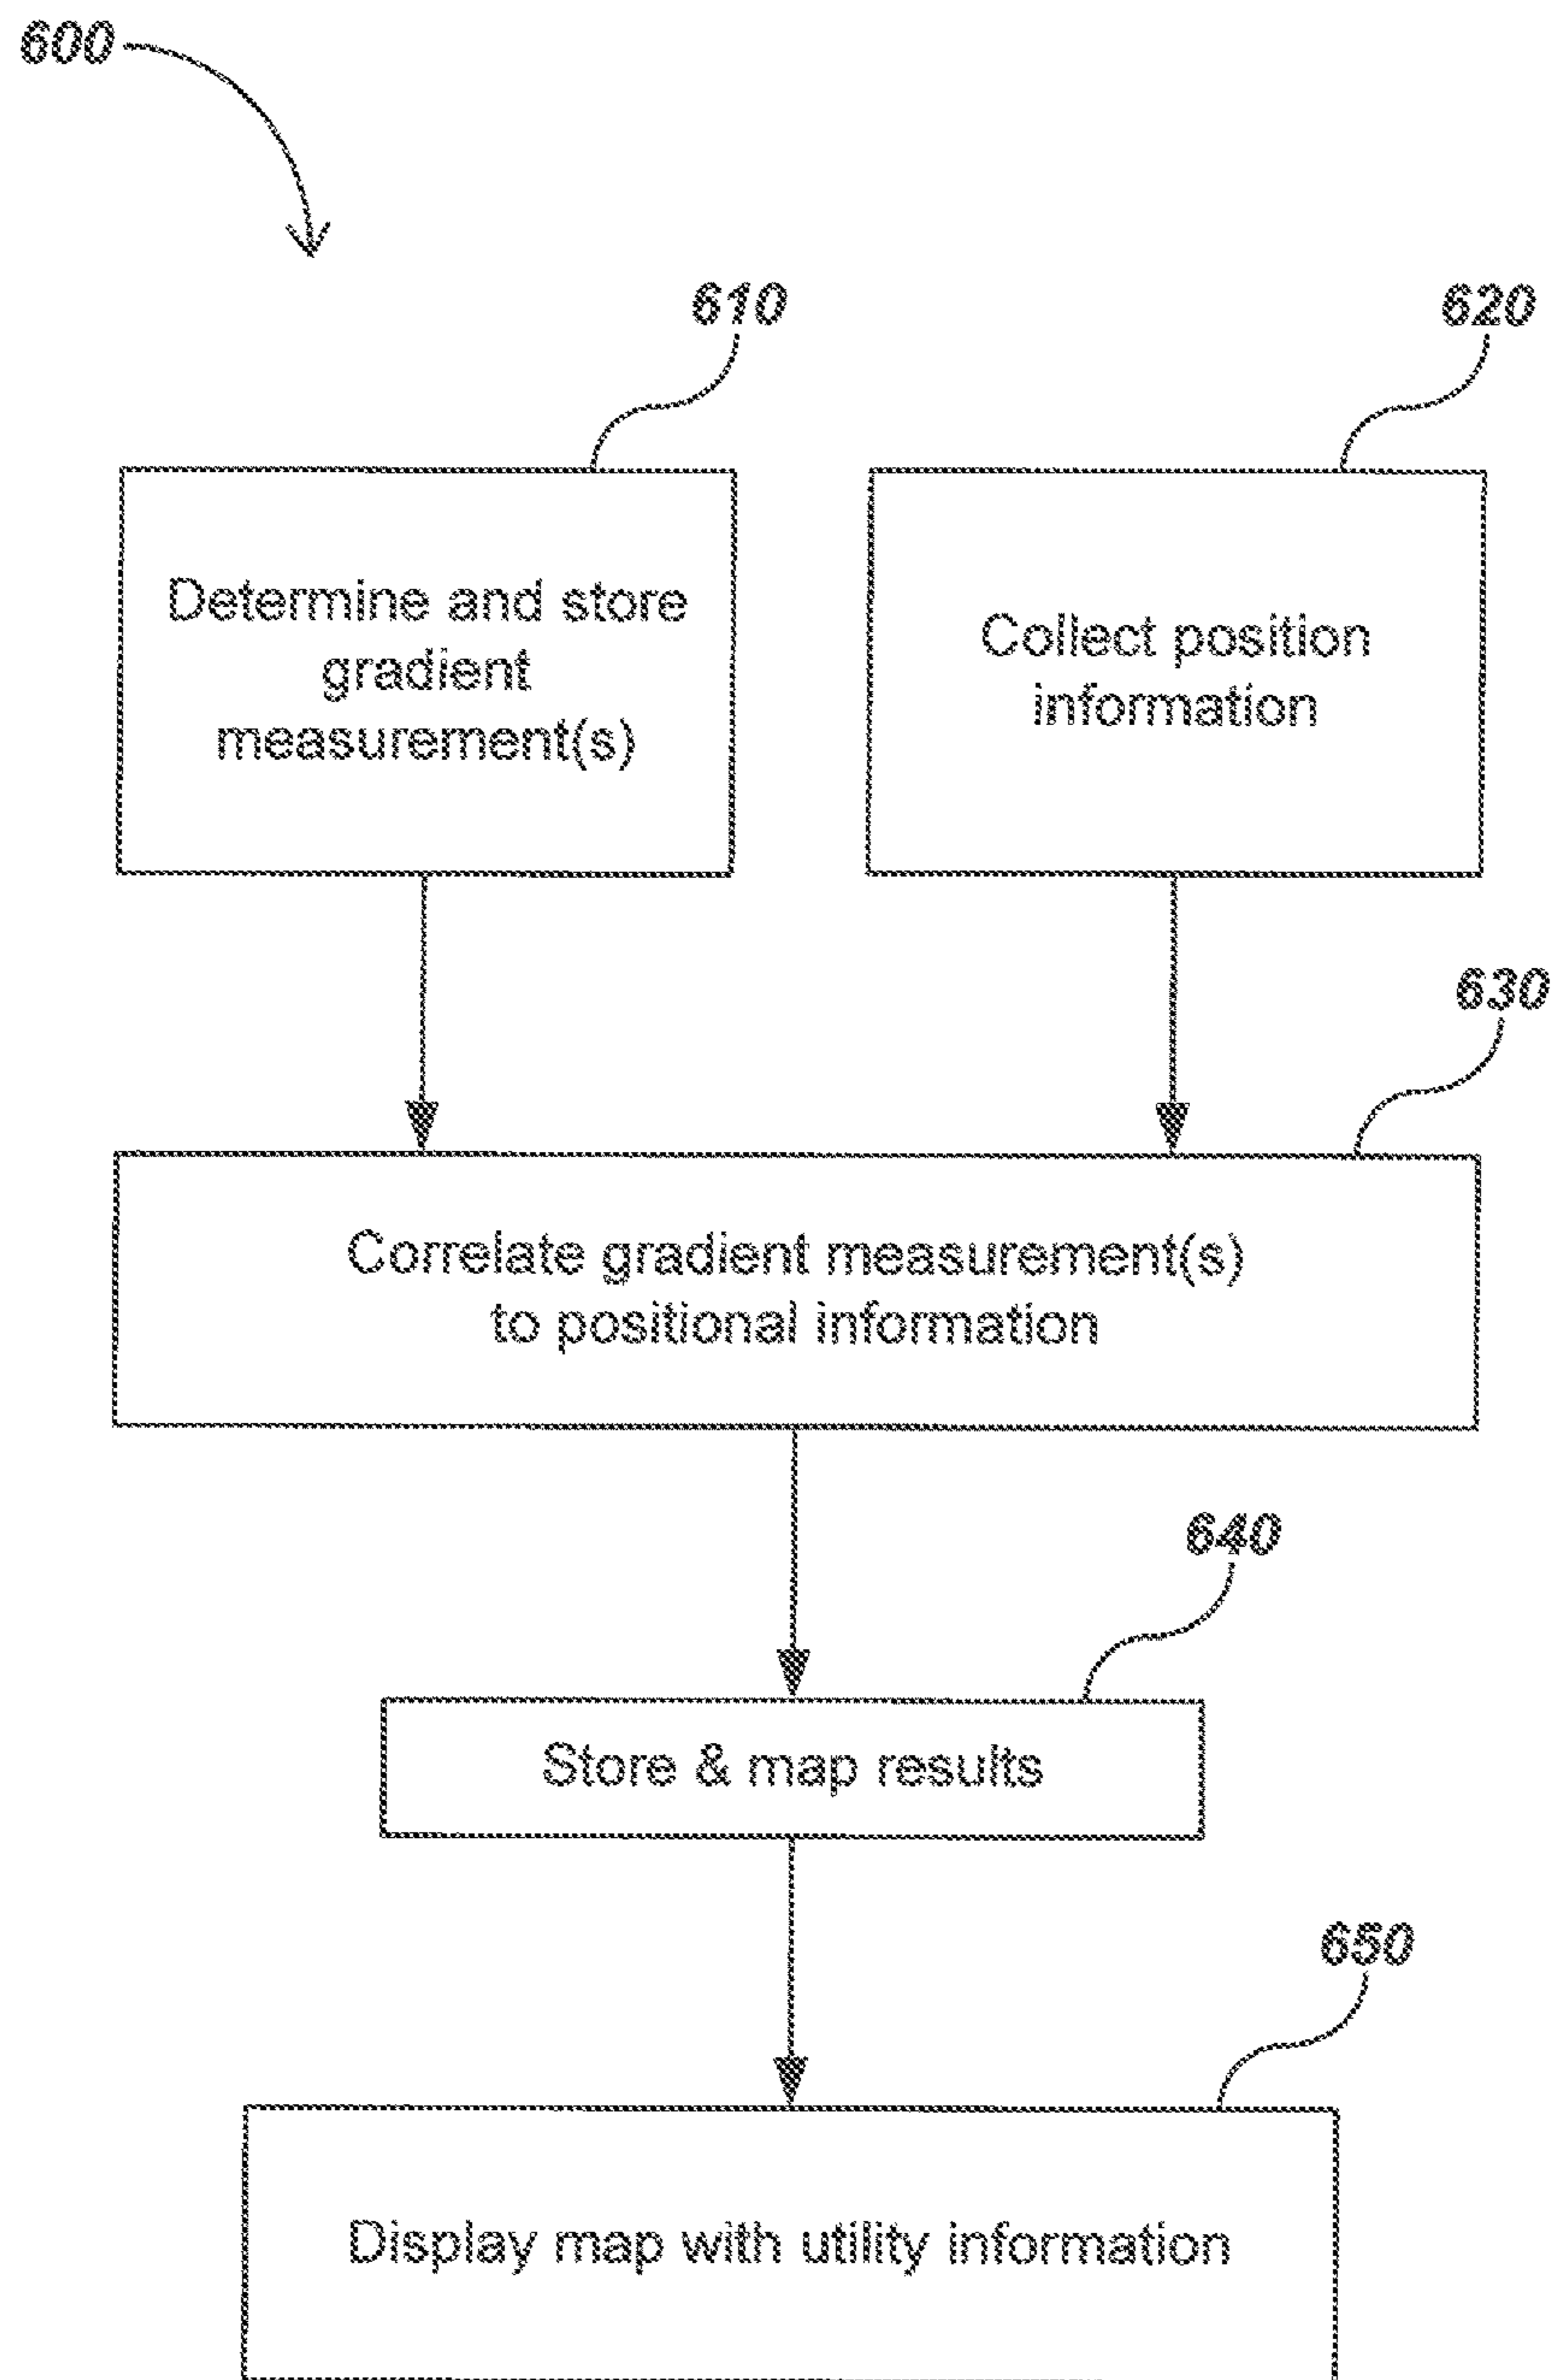 600
610
620
Determine and store
gradient
measurement(s)
Collect position
information
630
Correlate gradient measurement(s)
to positional information
640
Store & map results
650
Display map with utility information